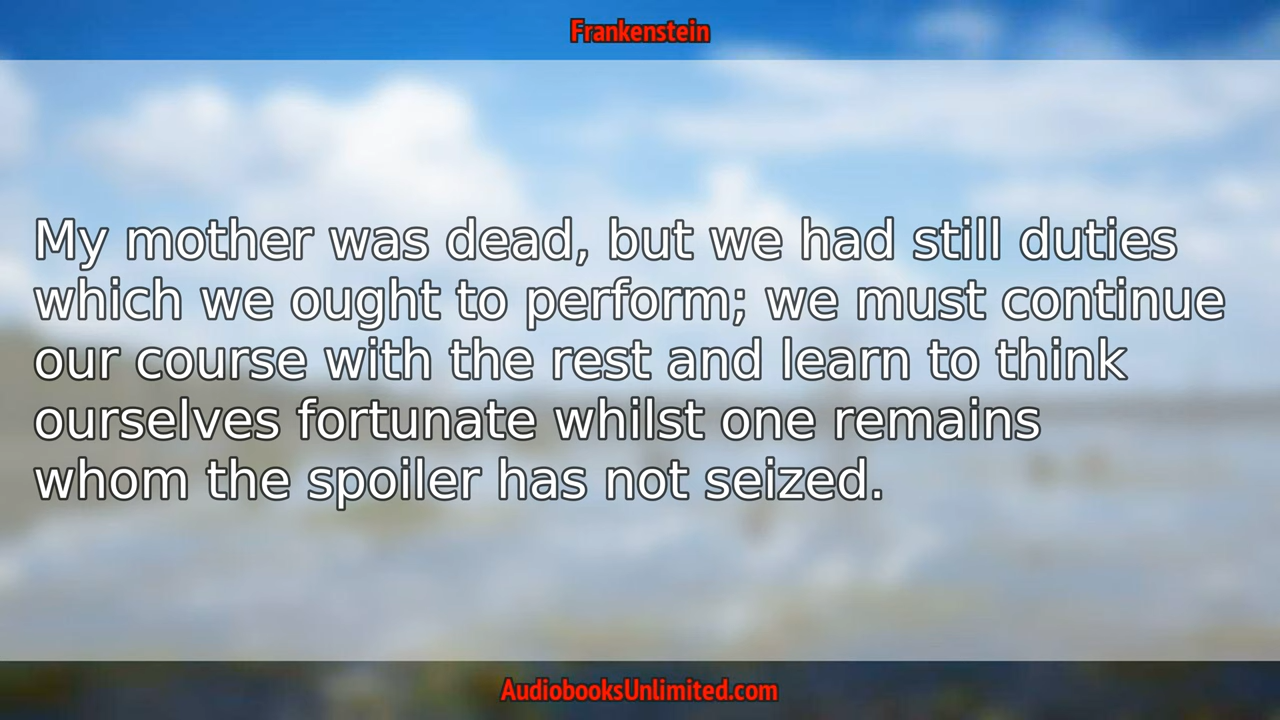 Frankenstein
My mother was dead, but we had still duties
which we ought to perform; we must continue
our course with the rest and learn to think
ourselves fortunate whilst one remains
whom the spoiler has not seized.
AudiobooksUnlimited.com